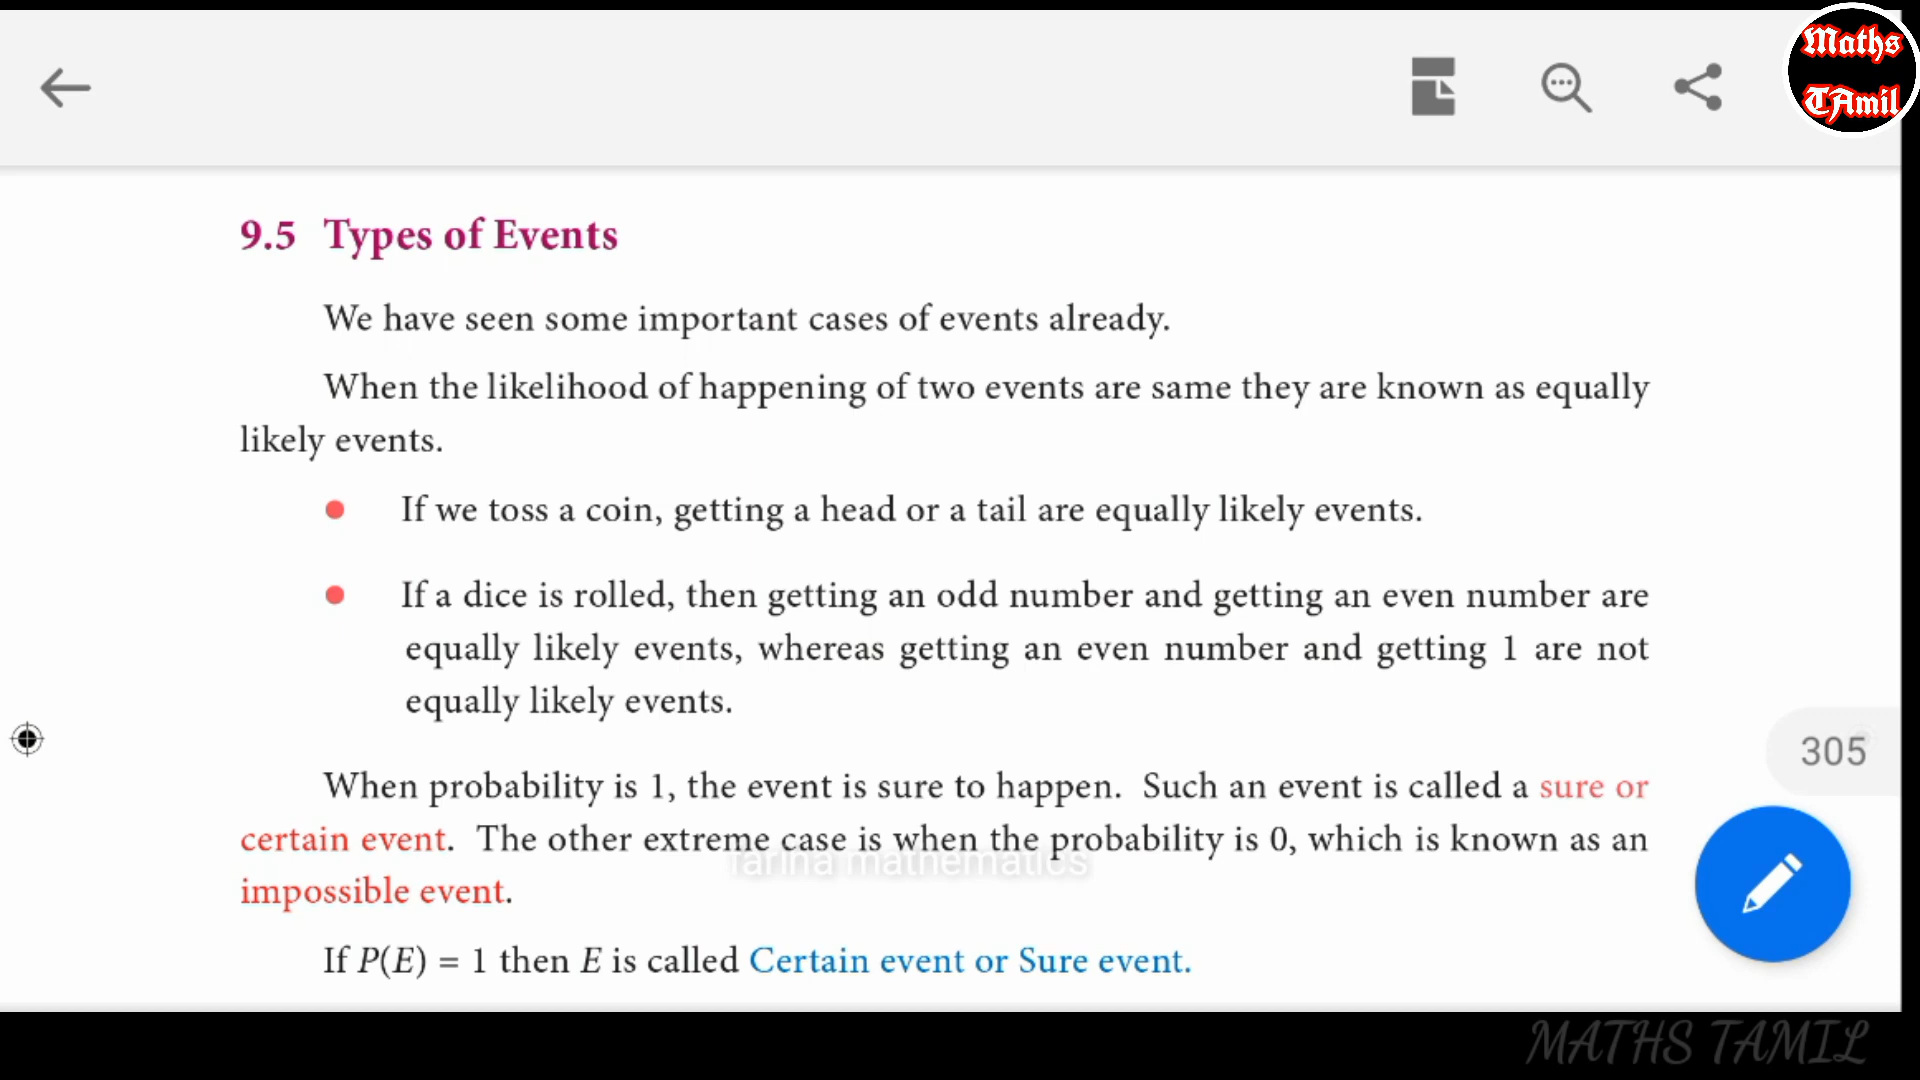 Maths
TAmil
9.5 Types of Events
We have seen some important cases of events already.
When the likelihood of happening of two events are same they are known as equally
likely events.
If we toss a coin, getting a head or a tail are equally likely events.
If a dice is rolled, then getting an odd number and getting an even number are
equally likely events, whereas getting an even number and getting 1 are not
equally likely events.
305
When probability is 1, the event is sure to happen. Such an event is called a sure or
certain event. The other extreme case is when the probability is 0, which is known as an
farina mathematics
impossible event.
If P(E) = 1 then E is called Certain event or Sure event.
MATHS TAMIL